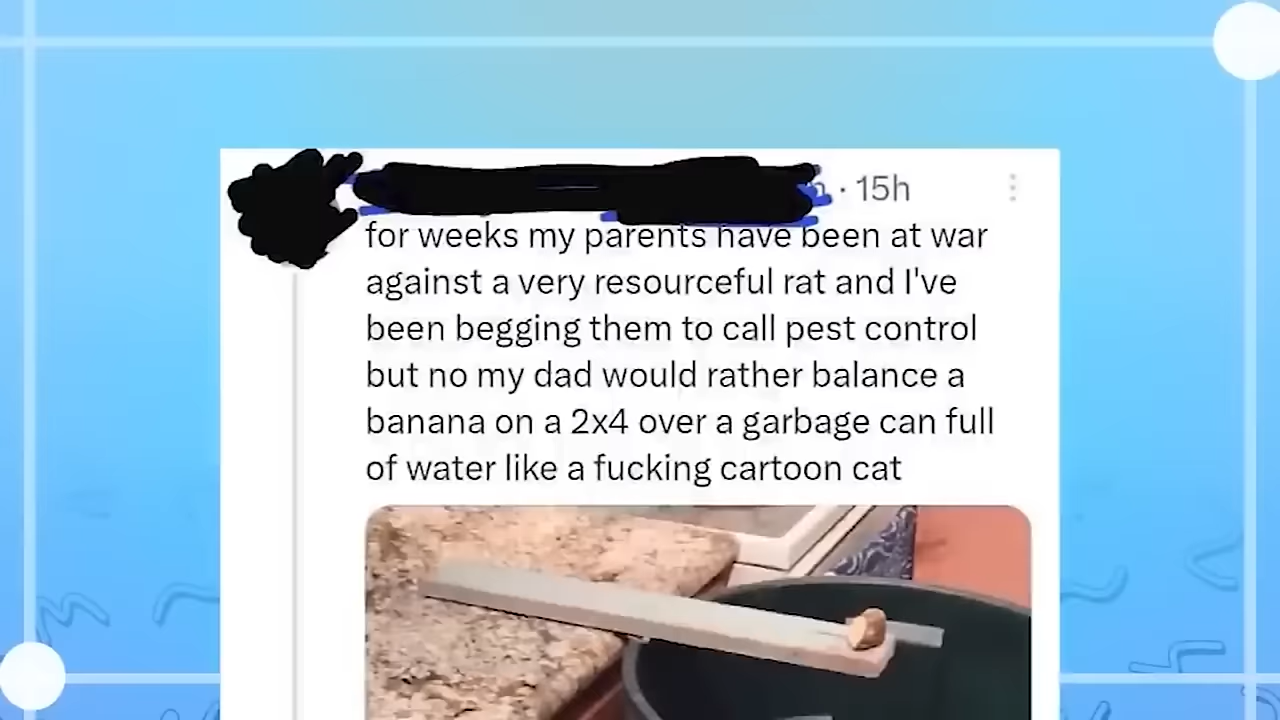 · 15h
for weeks my parents have been at war
against a very resourceful rat and I've
been begging them to call pest control
but no my dad would rather balance a
banana on a 2x4 over a garbage can full
of water like a fucking cartoon cat